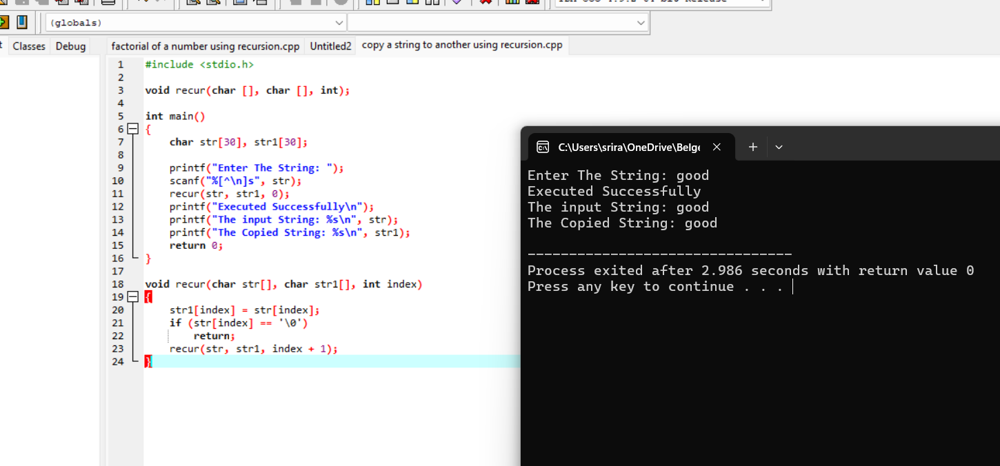 (globals)
Classes Debug
factorial of a number using recursion.cpp Untitled2 copy a string to another using recursion.cpp
1 #include <stdio.h>
2
3 void recur(char [], char [], int);
4
5 int main()
6 {
7 char str[30], str1[30];
8
9 printf("Enter The String: ");
10 scanf("%[^\n]s", str);
11 recur(str, str1, 0);
12 printf("Executed Successfully\n");
13 printf("The input String: %s\n", str);
14 printf("The Copied String: %s\n", str1);
15 return 0;
16 }
17
18 void recur(char str[], char str1[], int index)
19 {
20 str1[index] = str[index];
21 if (str[index] == '\0')
22 return;
23 recur(str, str1, index + 1);
24 }
C:\Users\srira\OneDrive\Belge
Enter The String: good
Executed Successfully
The input String: good
The Copied String: good
--------------------------------
Process exited after 2.986 seconds with return value 0
Press any key to continue . . .